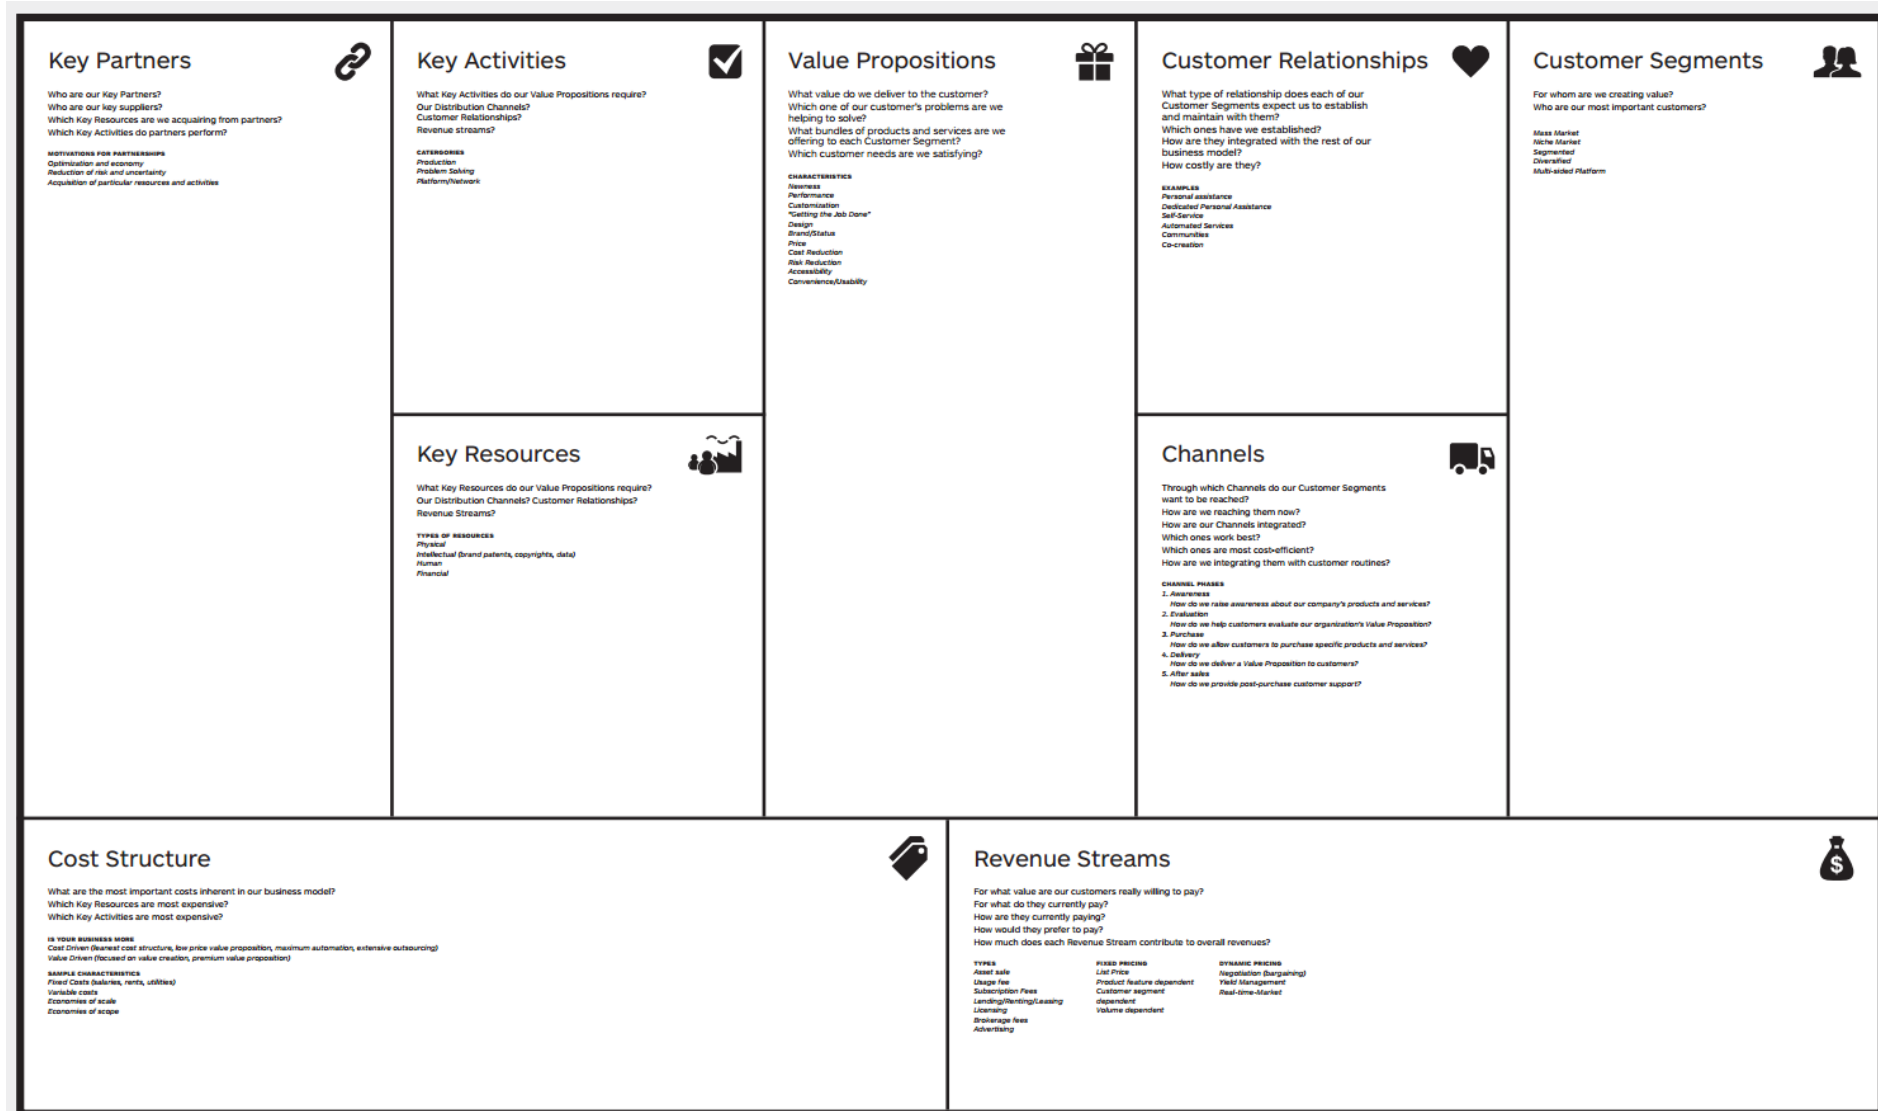 Key Partners
Who are our Key Partners?
Who are our key suppliers?
Which Key Resources are we acquairing from partners?
Which Key Activities do partners perform?
MOTIVATIONS FOR PARTNERSHIPS
Optimization and economy
Reduction of risk and uncertainty
Acquisition of particular resources and activities
Key Activities
What Key Activities do our Value Propositions require?
Our Distribution Channels?
Customer Relationships?
Revenue streams?
CATERGORIES
Production
Problem Solving
Platform/Network
Key Resources
What Key Resources do our Value Propositions require?
Our Distribution Channels? Customer Relationships?
Revenue Streams?
TYPES OF RESOURCES
Physical
Intellectual (brand patents, copyrights, data)
Human
Financial
Value Propositions
What value do we deliver to the customer?
Which one of our customer's problems are we
helping to solve?
What bundles of products and services are we
offering to each Customer Segment?
Which customer needs are we satisfying?
CHARACTERISTICS
Newness
Performance
Customization
"Getting the Job Done"
Design
Brand/Status
Price
Cost Reduction
Risk Reduction
Accessibility
Convenience/Usability
Customer Relationships
What type of relationship does each of our
Customer Segments expect us to establish
and maintain with them?
Which ones have we established?
How are they integrated with the rest of our
business model?
How costly are they?
EXAMPLES
Personal assistance
Dedicated Personal Assistance
Self-Service
Automated Services
Communities
Co-creation
Channels
Through which Channels do our Customer Segments
want to be reached?
How are we reaching them now?
How are our Channels integrated?
Which ones work best?
Which ones are most cost-efficient?
How are we integrating them with customer routines?
CHANNEL PHASES
1. Awareness
How do we raise awareness about our company's products and services?
2. Evaluation
How do we help customers evaluate our organization's Value Proposition?
3. Purchase
How do we allow customers to purchase specific products and services?
4. Delivery
How do we deliver a Value Proposition to customers?
5. After sales
How do we provide post-purchase customer support?
Customer Segments
For whom are we creating value?
Who are our most important customers?
Mass Market
Niche Market
Segmented
Diversified
Multi-sided Platform
Cost Structure
What are the most important costs inherent in our business model?
Which Key Resources are most expensive?
Which Key Activities are most expensive?
IS YOUR BUSINESS MORE
Cost Driven (leanest cost structure, low price value proposition, maximum automation, extensive outsourcing)
Value Driven (focused on value creation, premium value proposition)
SAMPLE CHARACTERISTICS
Fixed Costs (salaries, rents, utilities)
Variable costs
Economies of scale
Economies of scope
Revenue Streams
For what value are our customers really willing to pay?
For what do they currently pay?
How are they currently paying?
How would they prefer to pay?
How much does each Revenue Stream contribute to overall revenues?
TYPES
Asset sale
Usage fee
Subscription Fees
Lending/Renting/Leasing
Licensing
Brokerage fees
Advertising
FIXED PRICING
List Price
Product feature dependent
Customer segment
dependent
Volume dependent
DYNAMIC PRICING
Negotiation (bargaining)
Yield Management
Real-time-Market
$